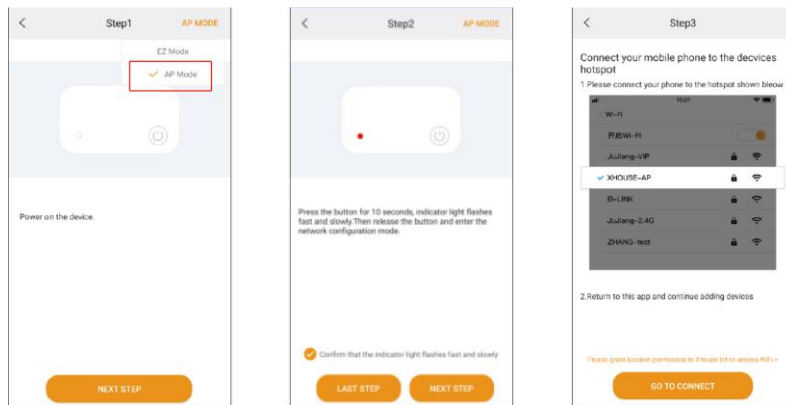 Step1
AP MODE
EZ Mode
AP Mode
Power on the device.
NEXT STEP
Step2
AP MODE
Press the button for 10 seconds, indicator light flashes
fast and slowly.Then release the button and enter the
network configuration mode.
Confirm that the indicator light flashes fast and slowly
LAST STEP
NEXT STEP
Step3
Connect your mobile phone to the decvices
hotspot
1.Please connect your phone to the hotspot shown bleow
Wi-Fi
开启Wi-Fi
JuJiang-VIP
XHOUSE-AP
B-LINK
JuJiang-2.4G
ZHANG-test
2.Return to this app and continue adding devices
Please grant location permission to Xhouse Iot to access WiFi>
GO TO CONNECT